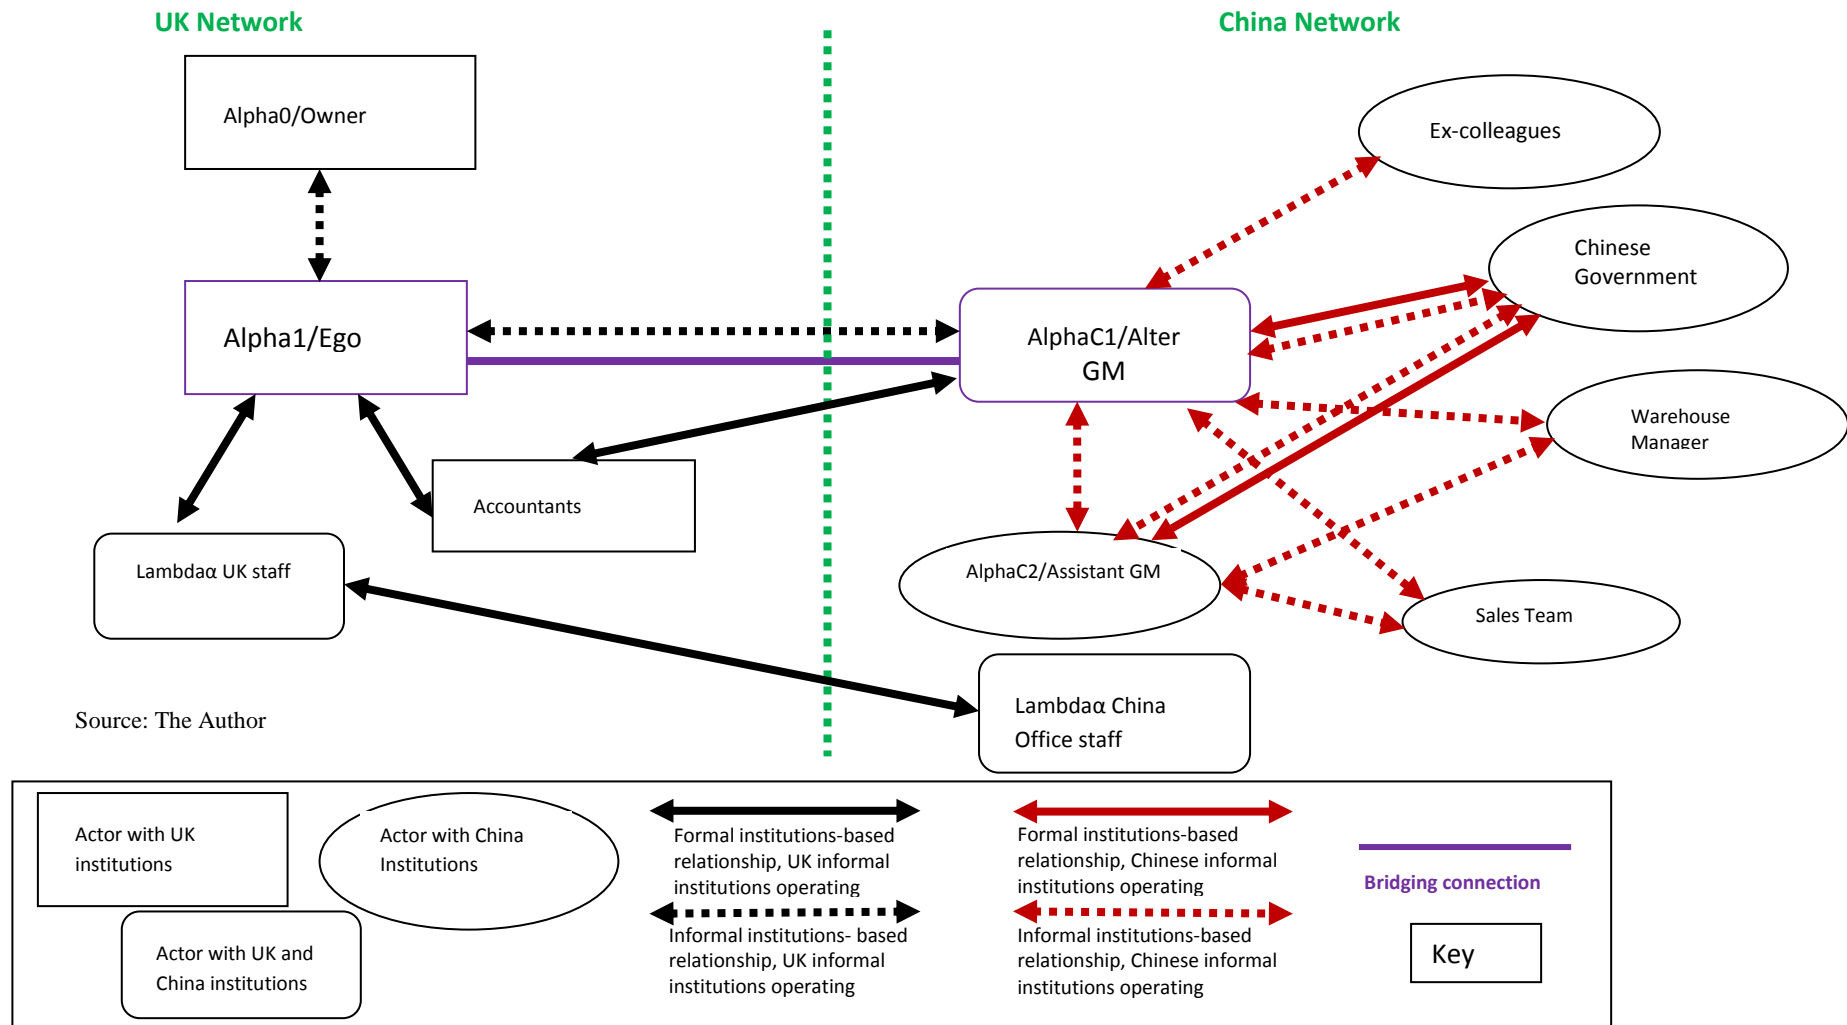 UK Network
China Network
Alpha0/Owner
Ex-colleagues
Chinese
Government
Alpha1/Ego
AlphaC1/Alter
GM
Warehouse
Manager
Accountants
Lambdaα UK staff
AlphaC2/Assistant GM
Sales Team
Lambdaα China
Office staff
Source: The Author
Actor with UK
institutions
Actor with China
Institutions
Actor with UK and
China institutions
Formal institutions-based
relationship, UK informal
institutions operating
Informal institutions- based
relationship, UK informal
institutions operating
Formal institutions-based
relationship, Chinese informal
institutions operating
Informal institutions-based
relationship, Chinese informal
institutions operating
Bridging connection
Key